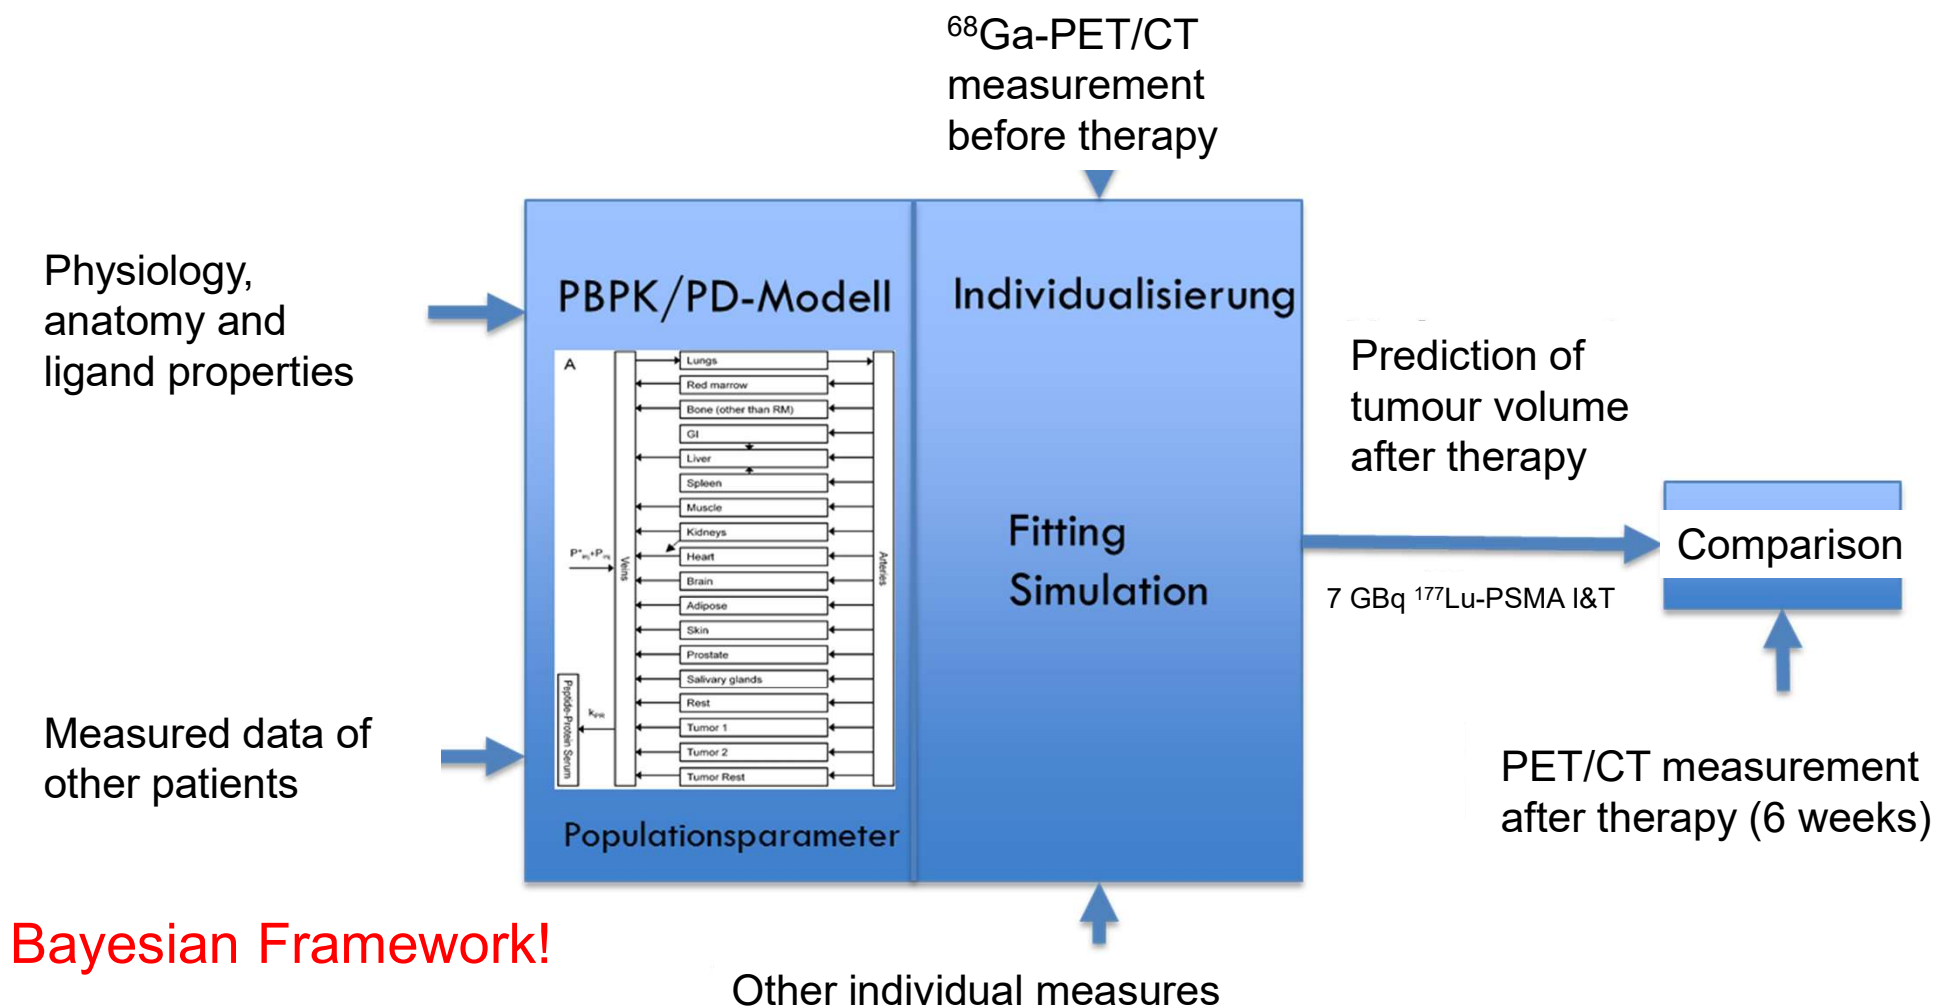 ⁶⁸Ga-PET/CT
measurement
before therapy
Physiology,
anatomy and
ligand properties
PBPK/PD-Modell
Individualisierung
A
Lungs
Red marrow
Bone (other than RM)
GI
Liver
Spleen
Muscle
Kidneys
Heart
Brain
Adipose
Skin
Prostate
Salivary glands
Rest
Tumor 1
Tumor 2
Tumor Rest
Veins
Arteries
Peptide-Protein Serum
Fitting
Simulation
Prediction of
tumour volume
after therapy
7 GBq ¹⁷⁷Lu-PSMA I&T
Comparison
Measured data of
other patients
PET/CT measurement
after therapy (6 weeks)
Populationsparameter
Bayesian Framework!
Other individual measures